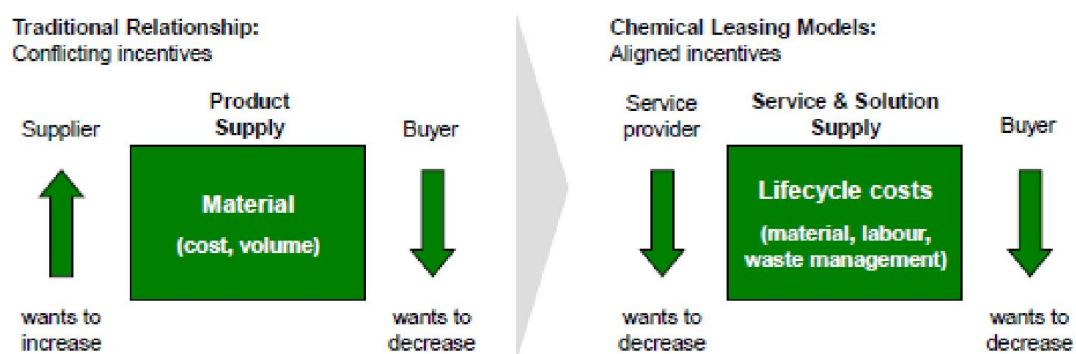 Traditional Relationship:
Conflicting incentives
Supplier
Product
Supply
Buyer
Material
(cost, volume)
wants to
increase
wants to
decrease
Chemical Leasing Models:
Aligned incentives
Service
provider
Service & Solution
Supply
Buyer
Lifecycle costs
(material, labour,
waste management)
wants to
decrease
wants to
decrease